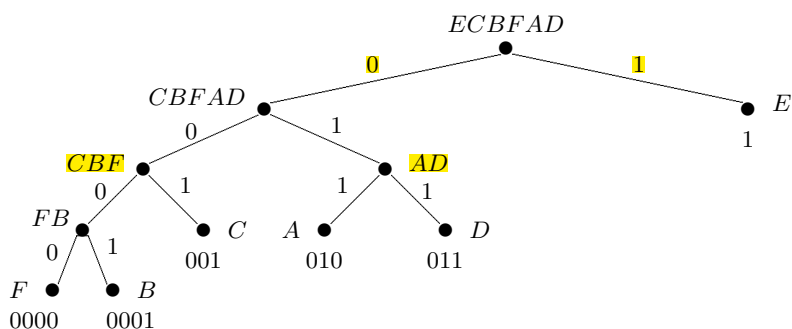 ECBFAD
0 1
CBFAD E
0 1 1
CBF AD
0 1 1 1
FB C A D
0 1 001 010 011
F B
0000 0001